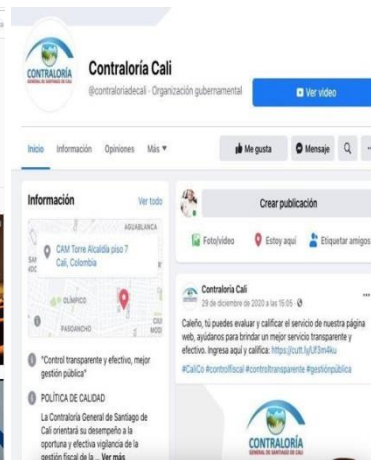 CONTRALORÍA
GENERAL DE SANTIAGO DE CALI
Contraloría Cali
@contraloriadecali · Organización gubernamental
Ver video
Inicio Información Opiniones Más
Me gusta Mensaje
Información Ver todo
AGUABLANCA
CAM Torre Alcaldía piso 7
Cali, Colombia
OLIMPICO
PASOANCHO
"Control transparente y efectivo, mejor
gestión pública"
POLÍTICA DE CALIDAD
La Contraloría General de Santiago de
Cali orientará su desempeño a la
oportuna y efectiva vigilancia de la
gestión fiscal de la ... Ver más
Crear publicación
Foto/video Estoy aquí Etiquetar amigos
Contraloría Cali
29 de diciembre de 2020 a las 15:05 ·
Caleño, tú puedes evaluar y calificar el servicio de nuestra página
web, ayúdanos para brindar un mejor servicio transparente y
efectivo. Ingresa aquí y califica: https://cutt.ly/Uf3m4ku
#CaliCo #controlfiscal #controltransparente #gestiónpública
CONTRALORÍA
GENERAL DE SANTIAGO DE CALI